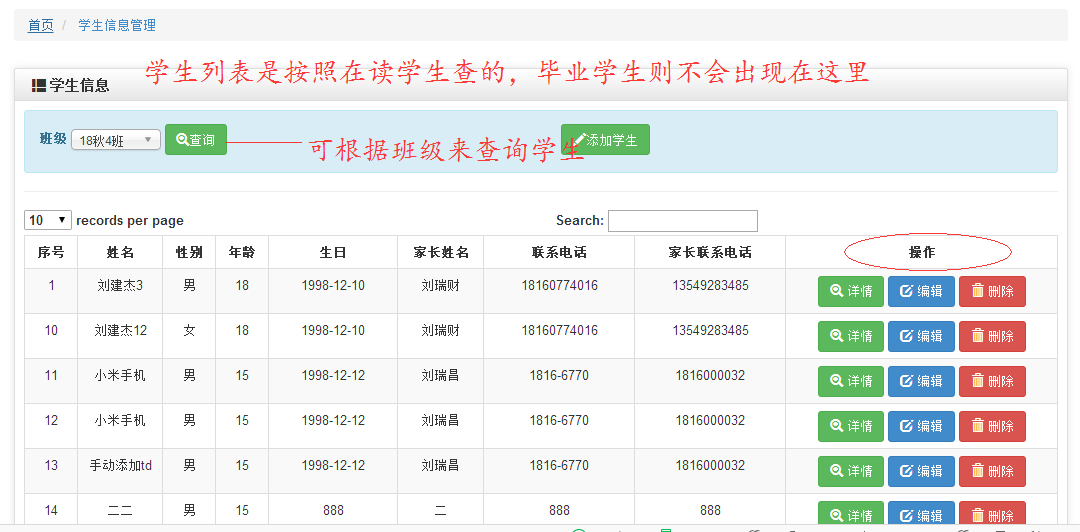 首页 / 学生信息管理
学生列表是按照在读学生查的，毕业学生则不会出现在这里
学生信息
班级 18秋4班 查询 可根据班级来查询学生 添加学生
10 records per page Search:
序号 姓名 性别 年龄 生日 家长姓名 联系电话 家长联系电话 操作
1 刘建杰3 男 18 1998-12-10 刘瑞财 18160774016 13549283485 详情 编辑 删除
10 刘建杰12 女 18 1998-12-10 刘瑞财 18160774016 13549283485 详情 编辑 删除
11 小米手机 男 15 1998-12-12 刘瑞昌 1816-6770 1816000032 详情 编辑 删除
12 小米手机 男 15 1998-12-12 刘瑞昌 1816-6770 1816000032 详情 编辑 删除
13 手动添加td 男 15 1998-12-12 刘瑞昌 1816-6770 1816000032 详情 编辑 删除
14 二二 男 15 888 二 888 888 详情 编辑 删除